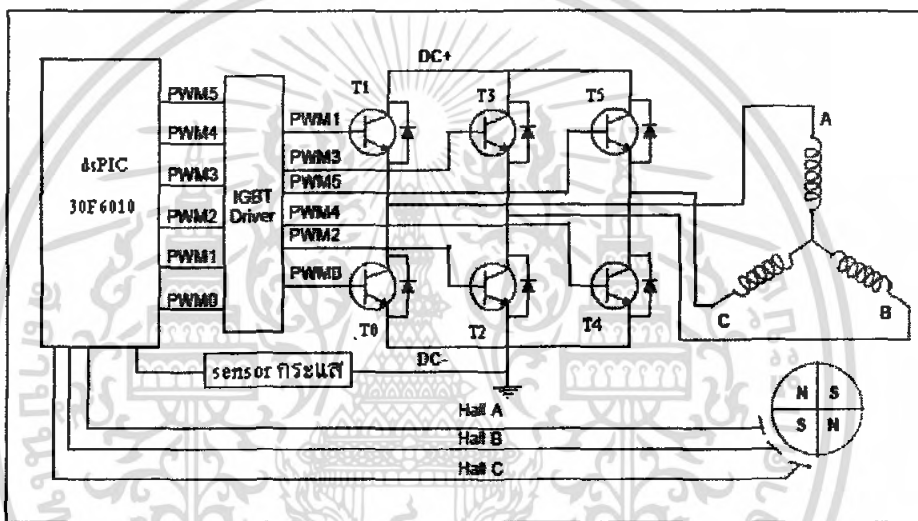 DC+
T1
T3
T5
A
PWM5
PWM1
PWM4
PWM3
dsPIC
30F6010
PWM3
IGBT
Driver
PWM5
PWM4
PWM2
PWM2
PWM1
PWM0
PWM0
C
B
T0
T2
T4
DC-
sensor กระแส
Hall A
Hall B
Hall C
N S
S N